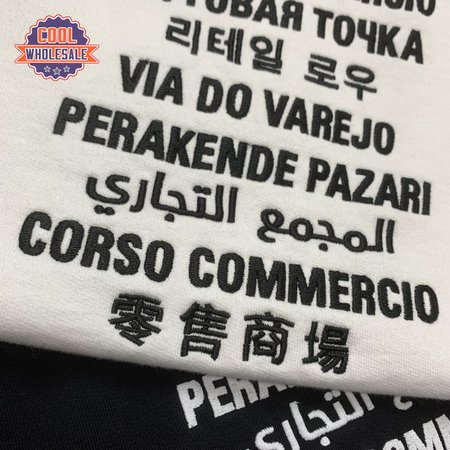 COOL
WHOLESALE
ТОЧКА
리테일 로우
VIA DO VAREJO
PERAKENDE PAZARI
المجمع التجاري
CORSO COMMERCIO
零售商場
التجاري